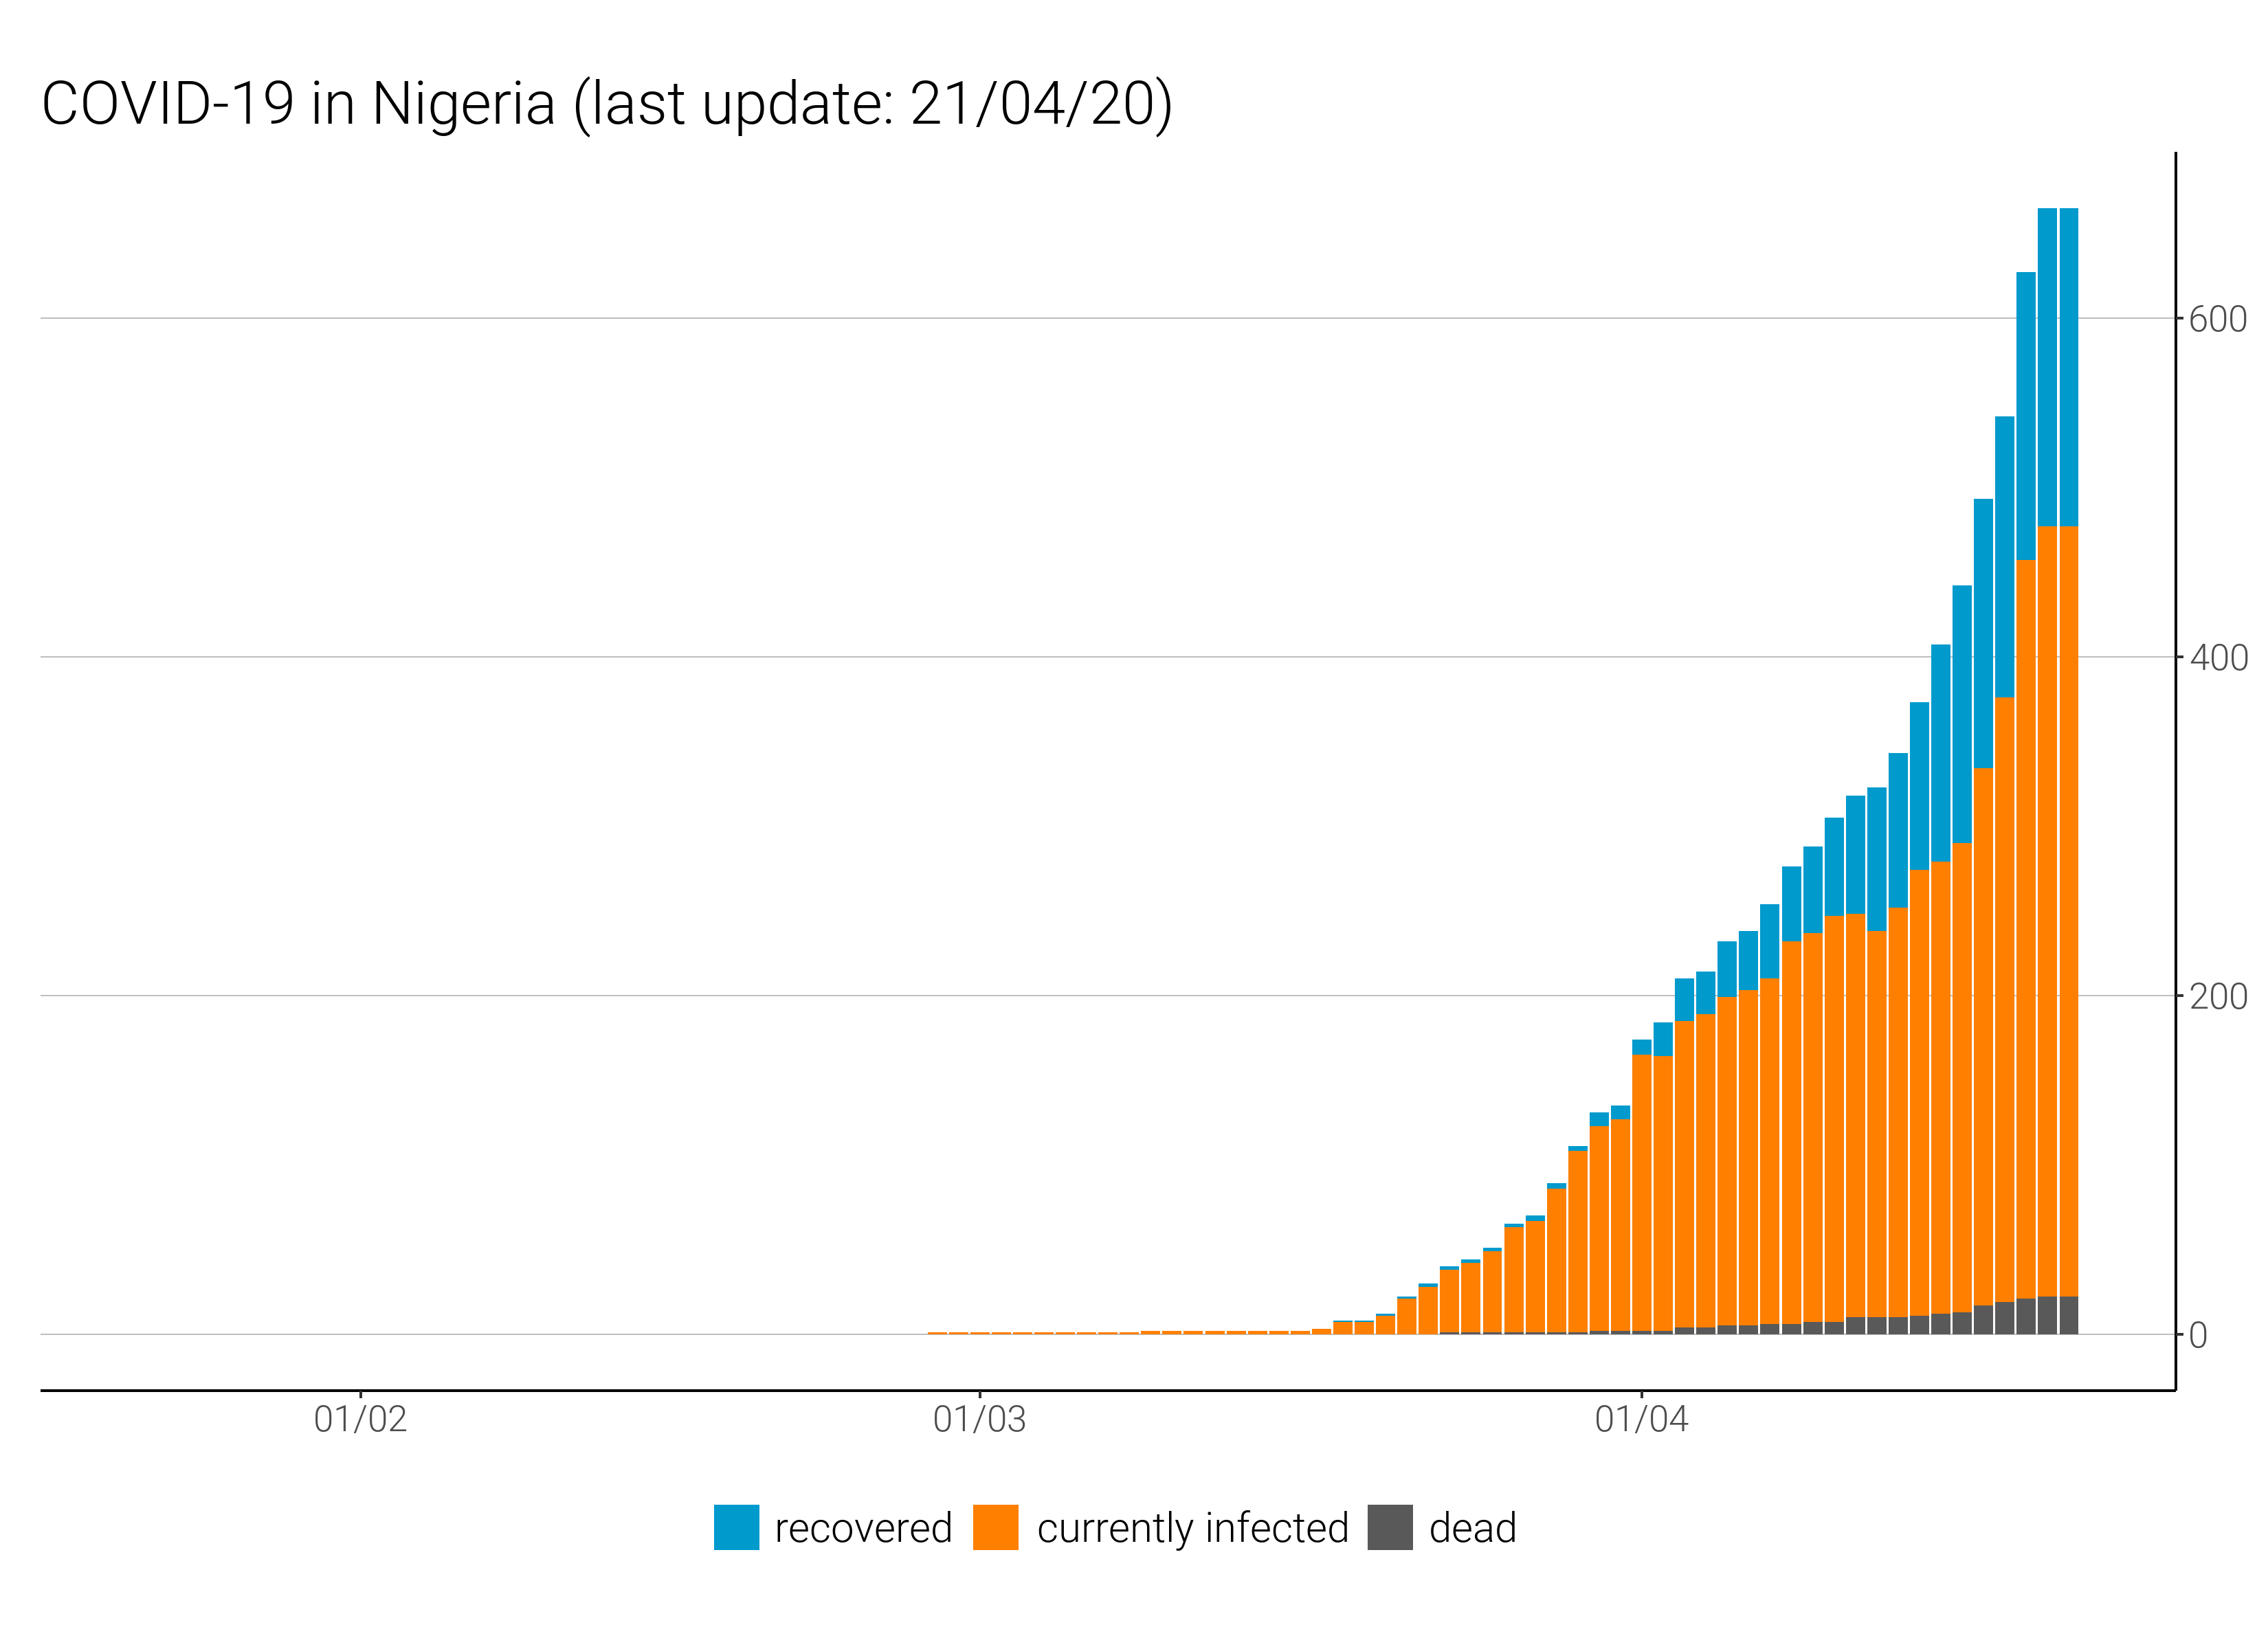 COVID-19 in Nigeria (last update: 21/04/20)
600
400
200
0
01/02 01/03 01/04
recovered currently infected dead